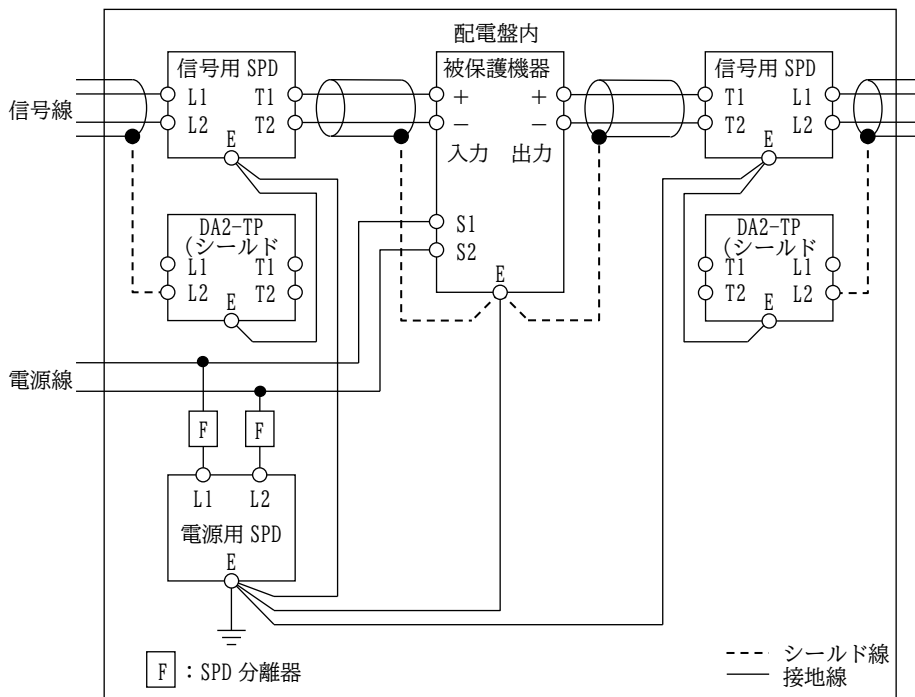 配電盤内
信号用 SPD
L1 T1
L2 T2
E
被保護機器
+ +
− −
入力 出力
S1
S2
E
信号用 SPD
T1 L1
T2 L2
E
信号線
DA2-TP
(シールド
L1 T1
L2 T2
E
DA2-TP
(シールド
T1 L1
T2 L2
E
電源線
F F
L1 L2
電源用 SPD
E
F :SPD 分離器
シールド線
接地線